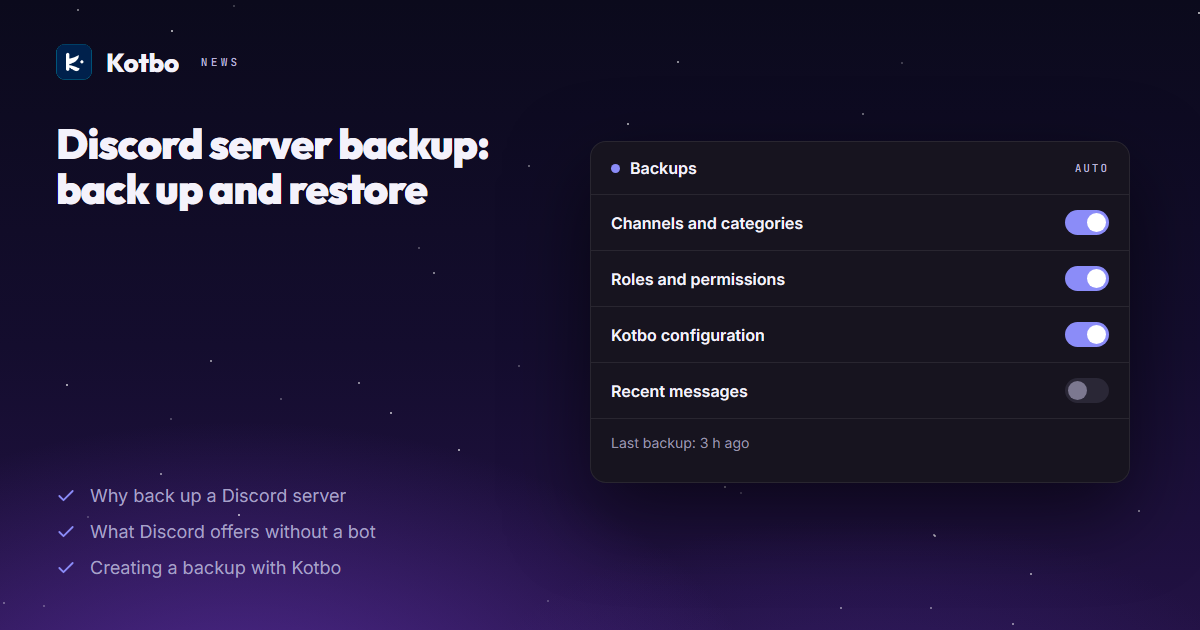 Kotbo NEWS
Discord server backup:
back up and restore
Backups AUTO
Channels and categories
Roles and permissions
Kotbo configuration
Recent messages
Last backup: 3 h ago
Why back up a Discord server
What Discord offers without a bot
Creating a backup with Kotbo